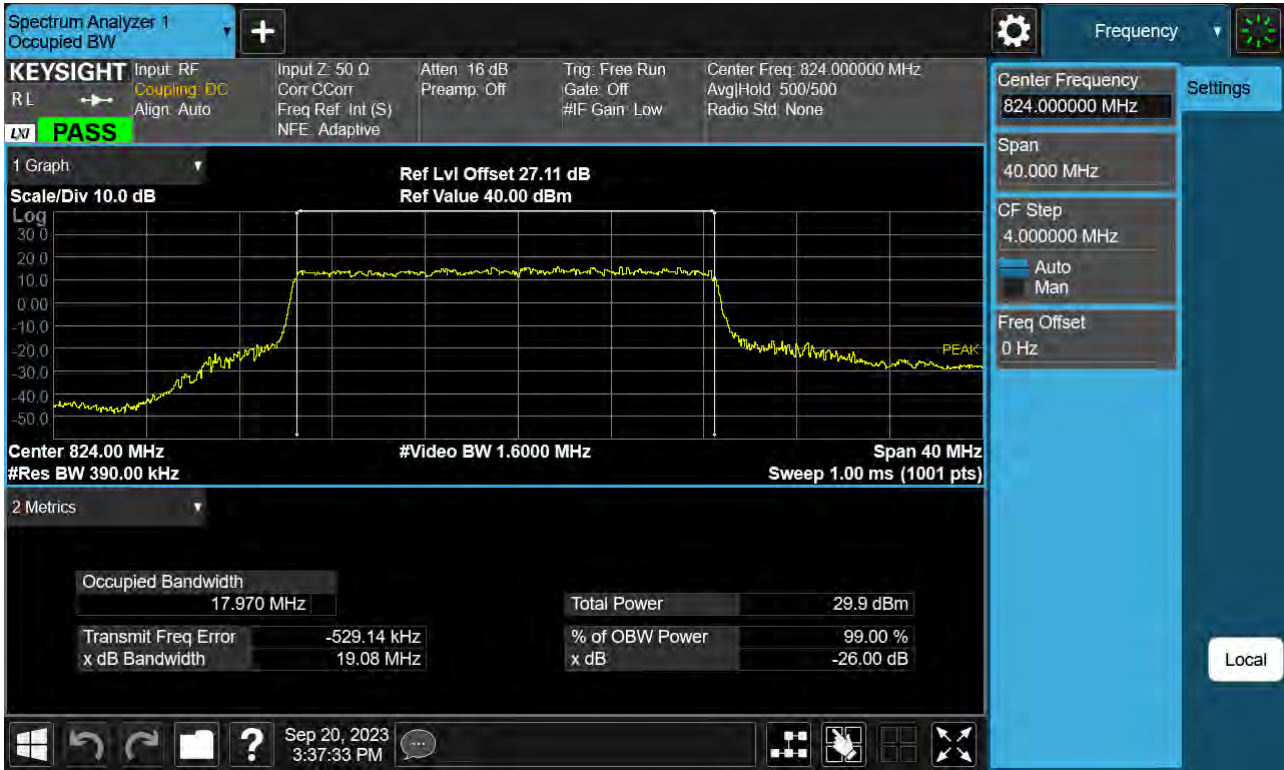 Spectrum Analyzer 1
Occupied BW
+
Frequency
KEYSIGHT
RL
LXI
PASS
Input: RF
Coupling: DC
Align: Auto
Input Z: 50 Ω
Corr CCorr
Freq Ref: Int (S)
NFE: Adaptive
Atten: 16 dB
Preamp: Off
Trig: Free Run
Gate: Off
#IF Gain: Low
Center Freq: 824.000000 MHz
Avg|Hold: 500/500
Radio Std: None
Center Frequency
824.000000 MHz
Settings
Span
40.000 MHz
CF Step
4.000000 MHz
Auto
Man
Freq Offset
0 Hz
Local
1 Graph
Scale/Div 10.0 dB
Ref Lvl Offset 27.11 dB
Ref Value 40.00 dBm
Log
30.0
20.0
10.0
0.00
-10.0
-20.0
-30.0
-40.0
-50.0
PEAK
Center 824.00 MHz
#Video BW 1.6000 MHz
Span 40 MHz
#Res BW 390.00 kHz
Sweep 1.00 ms (1001 pts)
2 Metrics
Occupied Bandwidth
17.970 MHz
Total Power 29.9 dBm
Transmit Freq Error -529.14 kHz
% of OBW Power 99.00 %
x dB Bandwidth 19.08 MHz
x dB -26.00 dB
?
Sep 20, 2023
3:37:33 PM